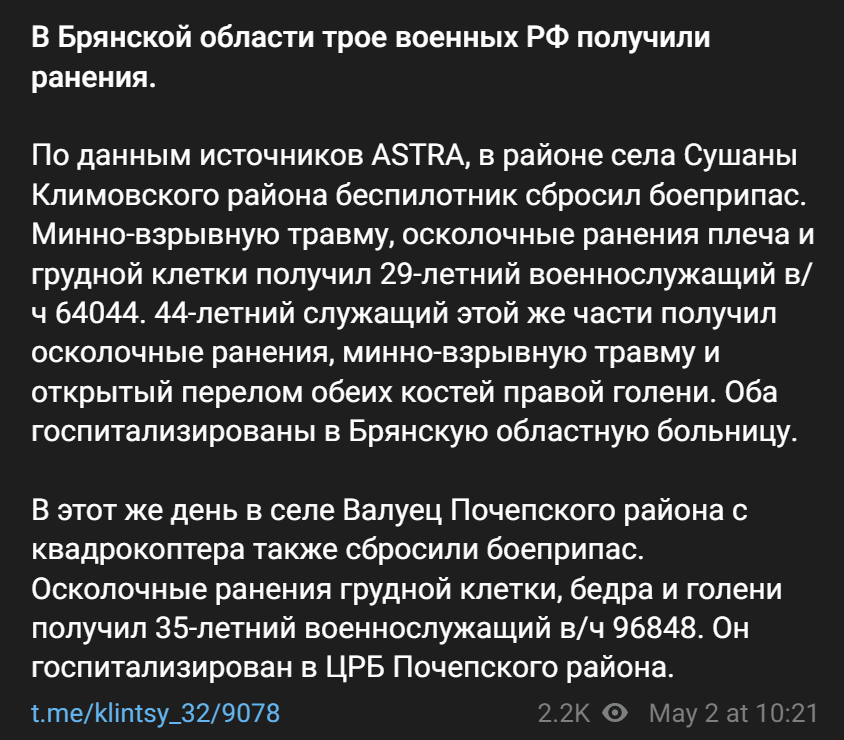 В Брянской области трое военных РФ получили
ранения.
По данным источников ASTRA, в районе села Сушаны
Климовского района беспилотник сбросил боеприпас.
Минно-взрывную травму, осколочные ранения плеча и
грудной клетки получил 29-летний военнослужащий в/
ч 64044. 44-летний служащий этой же части получил
осколочные ранения, минно-взрывную травму и
открытый перелом обеих костей правой голени. Оба
госпитализированы в Брянскую областную больницу.
В этот же день в селе Валуец Почепского района с
квадрокоптера также сбросили боеприпас.
Осколочные ранения грудной клетки, бедра и голени
получил 35-летний военнослужащий в/ч 96848. Он
госпитализирован в ЦРБ Почепского района.
t.me/klintsy_32/9078 2.2K May 2 at 10:21